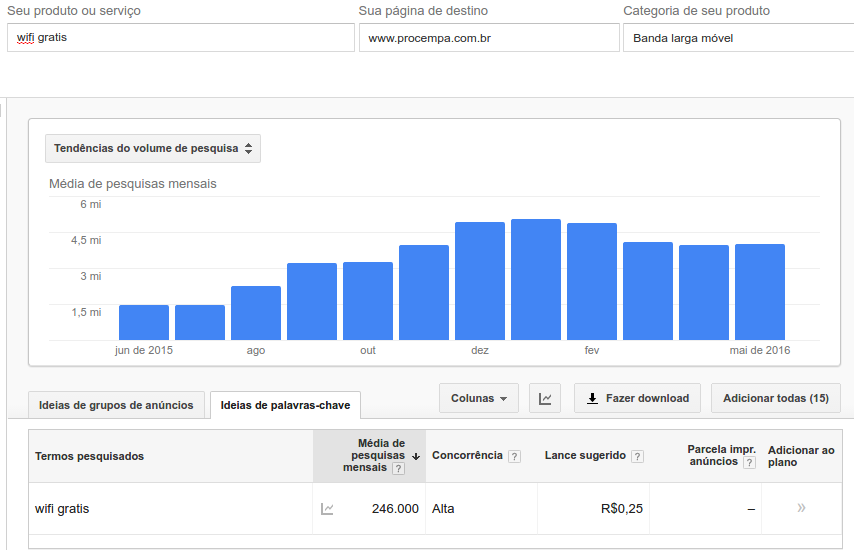 Seu produto ou serviço
Sua página de destino
Categoria de seu produto
wifi gratis
www.procempa.com.br
Banda larga móvel
Tendências do volume de pesquisa
Média de pesquisas mensais
6 mi
4,5 mi
3 mi
1,5 mi
jun de 2015
ago
out
dez
fev
mai de 2016
Ideias de grupos de anúncios
Ideias de palavras-chave
Colunas
Fazer download
Adicionar todas (15)
Termos pesquisados
Média de
pesquisas
mensais ?
Concorrência ?
Lance sugerido ?
Parcela impr.
anúncios ?
Adicionar ao
plano
wifi gratis
246.000
Alta
R$0,25
–
»